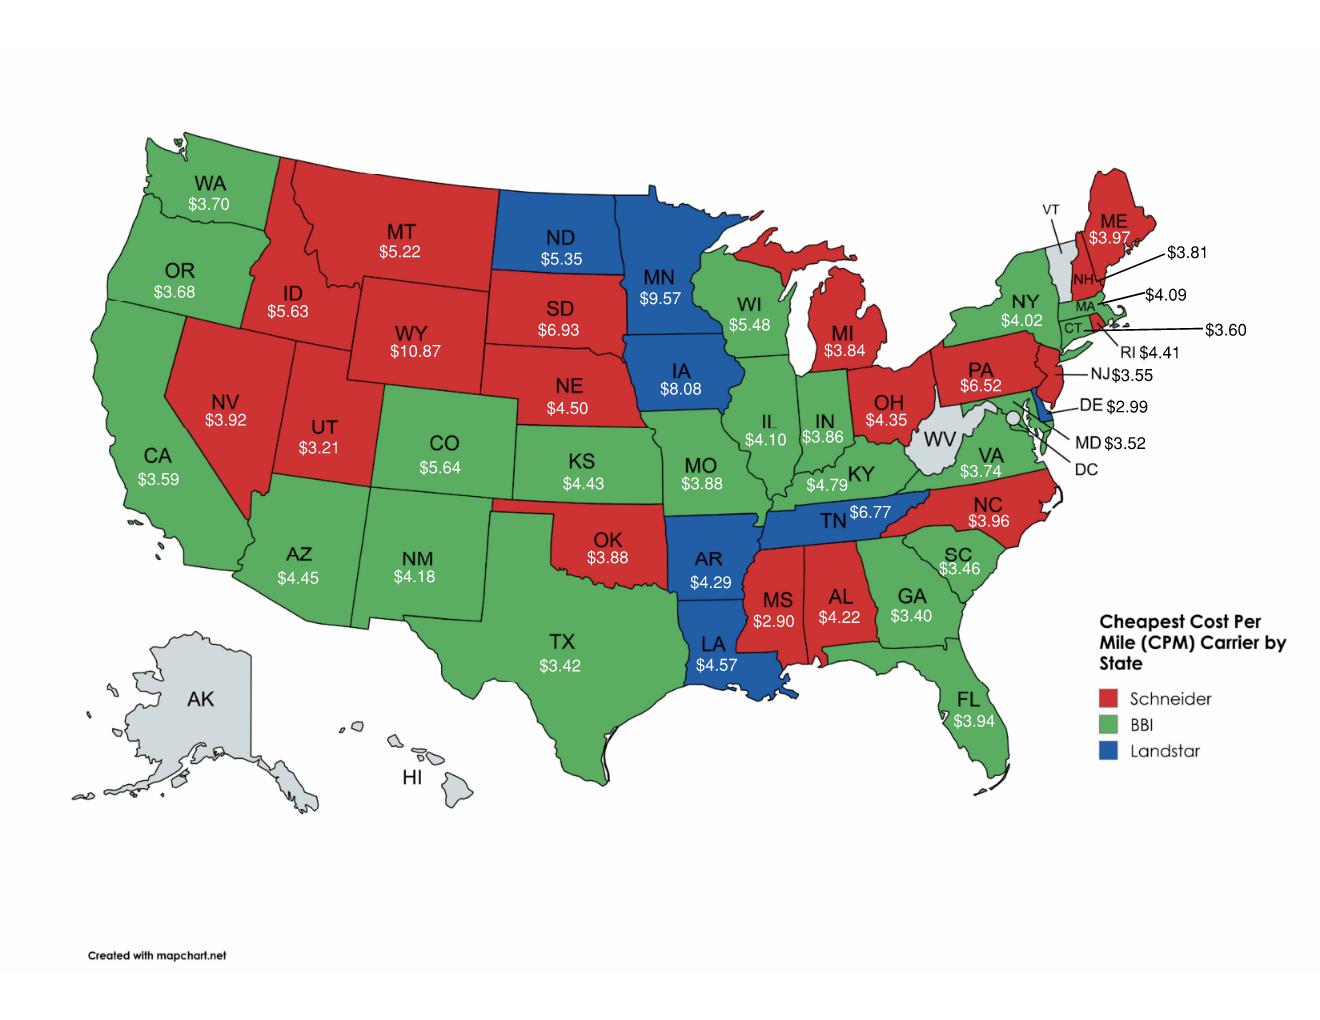 WA
$3.70
OR
$3.68
CA
$3.59
NV
$3.92
ID
$5.63
MT
$5.22
WY
$10.87
UT
$3.21
CO
$5.64
AZ
$4.45
NM
$4.18
ND
$5.35
SD
$6.93
NE
$4.50
KS
$4.43
OK
$3.88
TX
$3.42
MN
$9.57
IA
$8.08
MO
$3.88
AR
$4.29
LA
$4.57
WI
$5.48
IL
$4.10
IN
$3.86
MI
$3.84
OH
$4.35
KY
$4.79
TN $6.77
MS
$2.90
AL
$4.22
GA
$3.40
FL
$3.94
SC
$3.46
NC
$3.96
VA
$3.74
WV
PA
$6.52
NY
$4.02
VT
ME
$3.97
NH
$3.81
MA
$4.09
CT
$3.60
RI $4.41
NJ $3.55
DE $2.99
MD $3.52
DC
AK
HI
Cheapest Cost Per
Mile (CPM) Carrier by
State
Schneider
BBI
Landstar
Created with mapchart.net